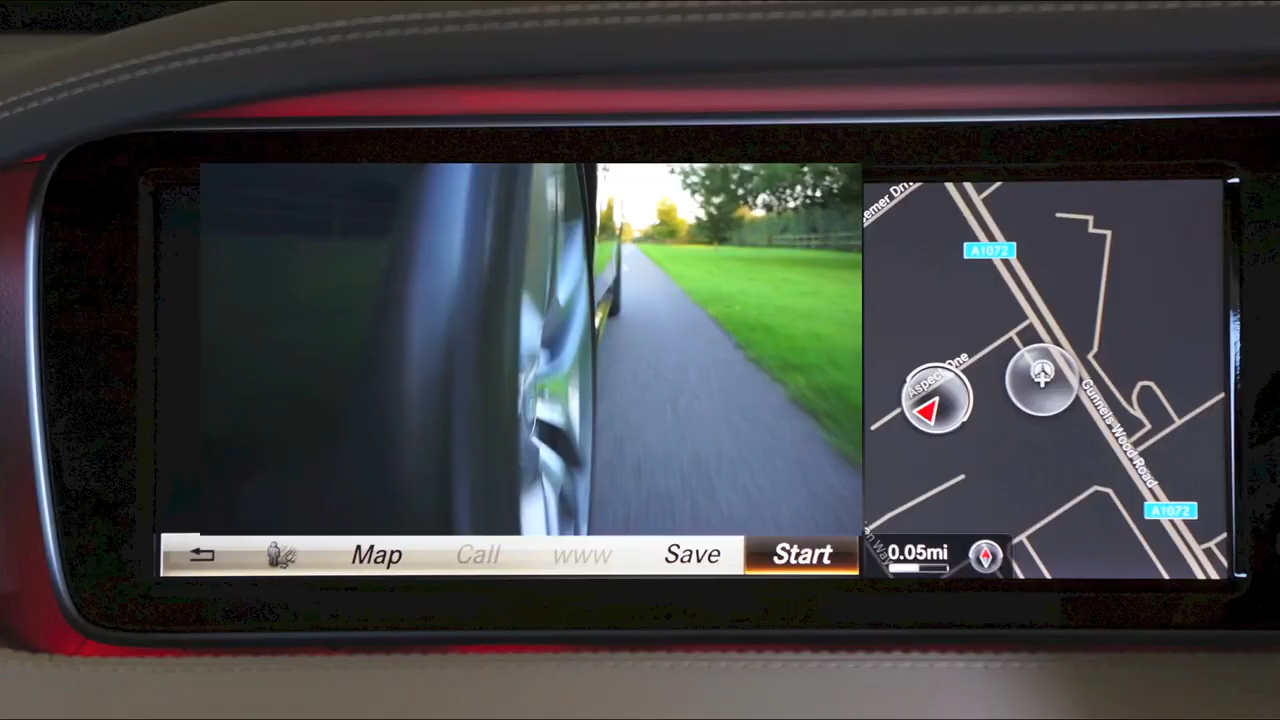 Map Call www Save Start
A1072
Aspect One
Gunnels Wood Road
A1072
0.05mi